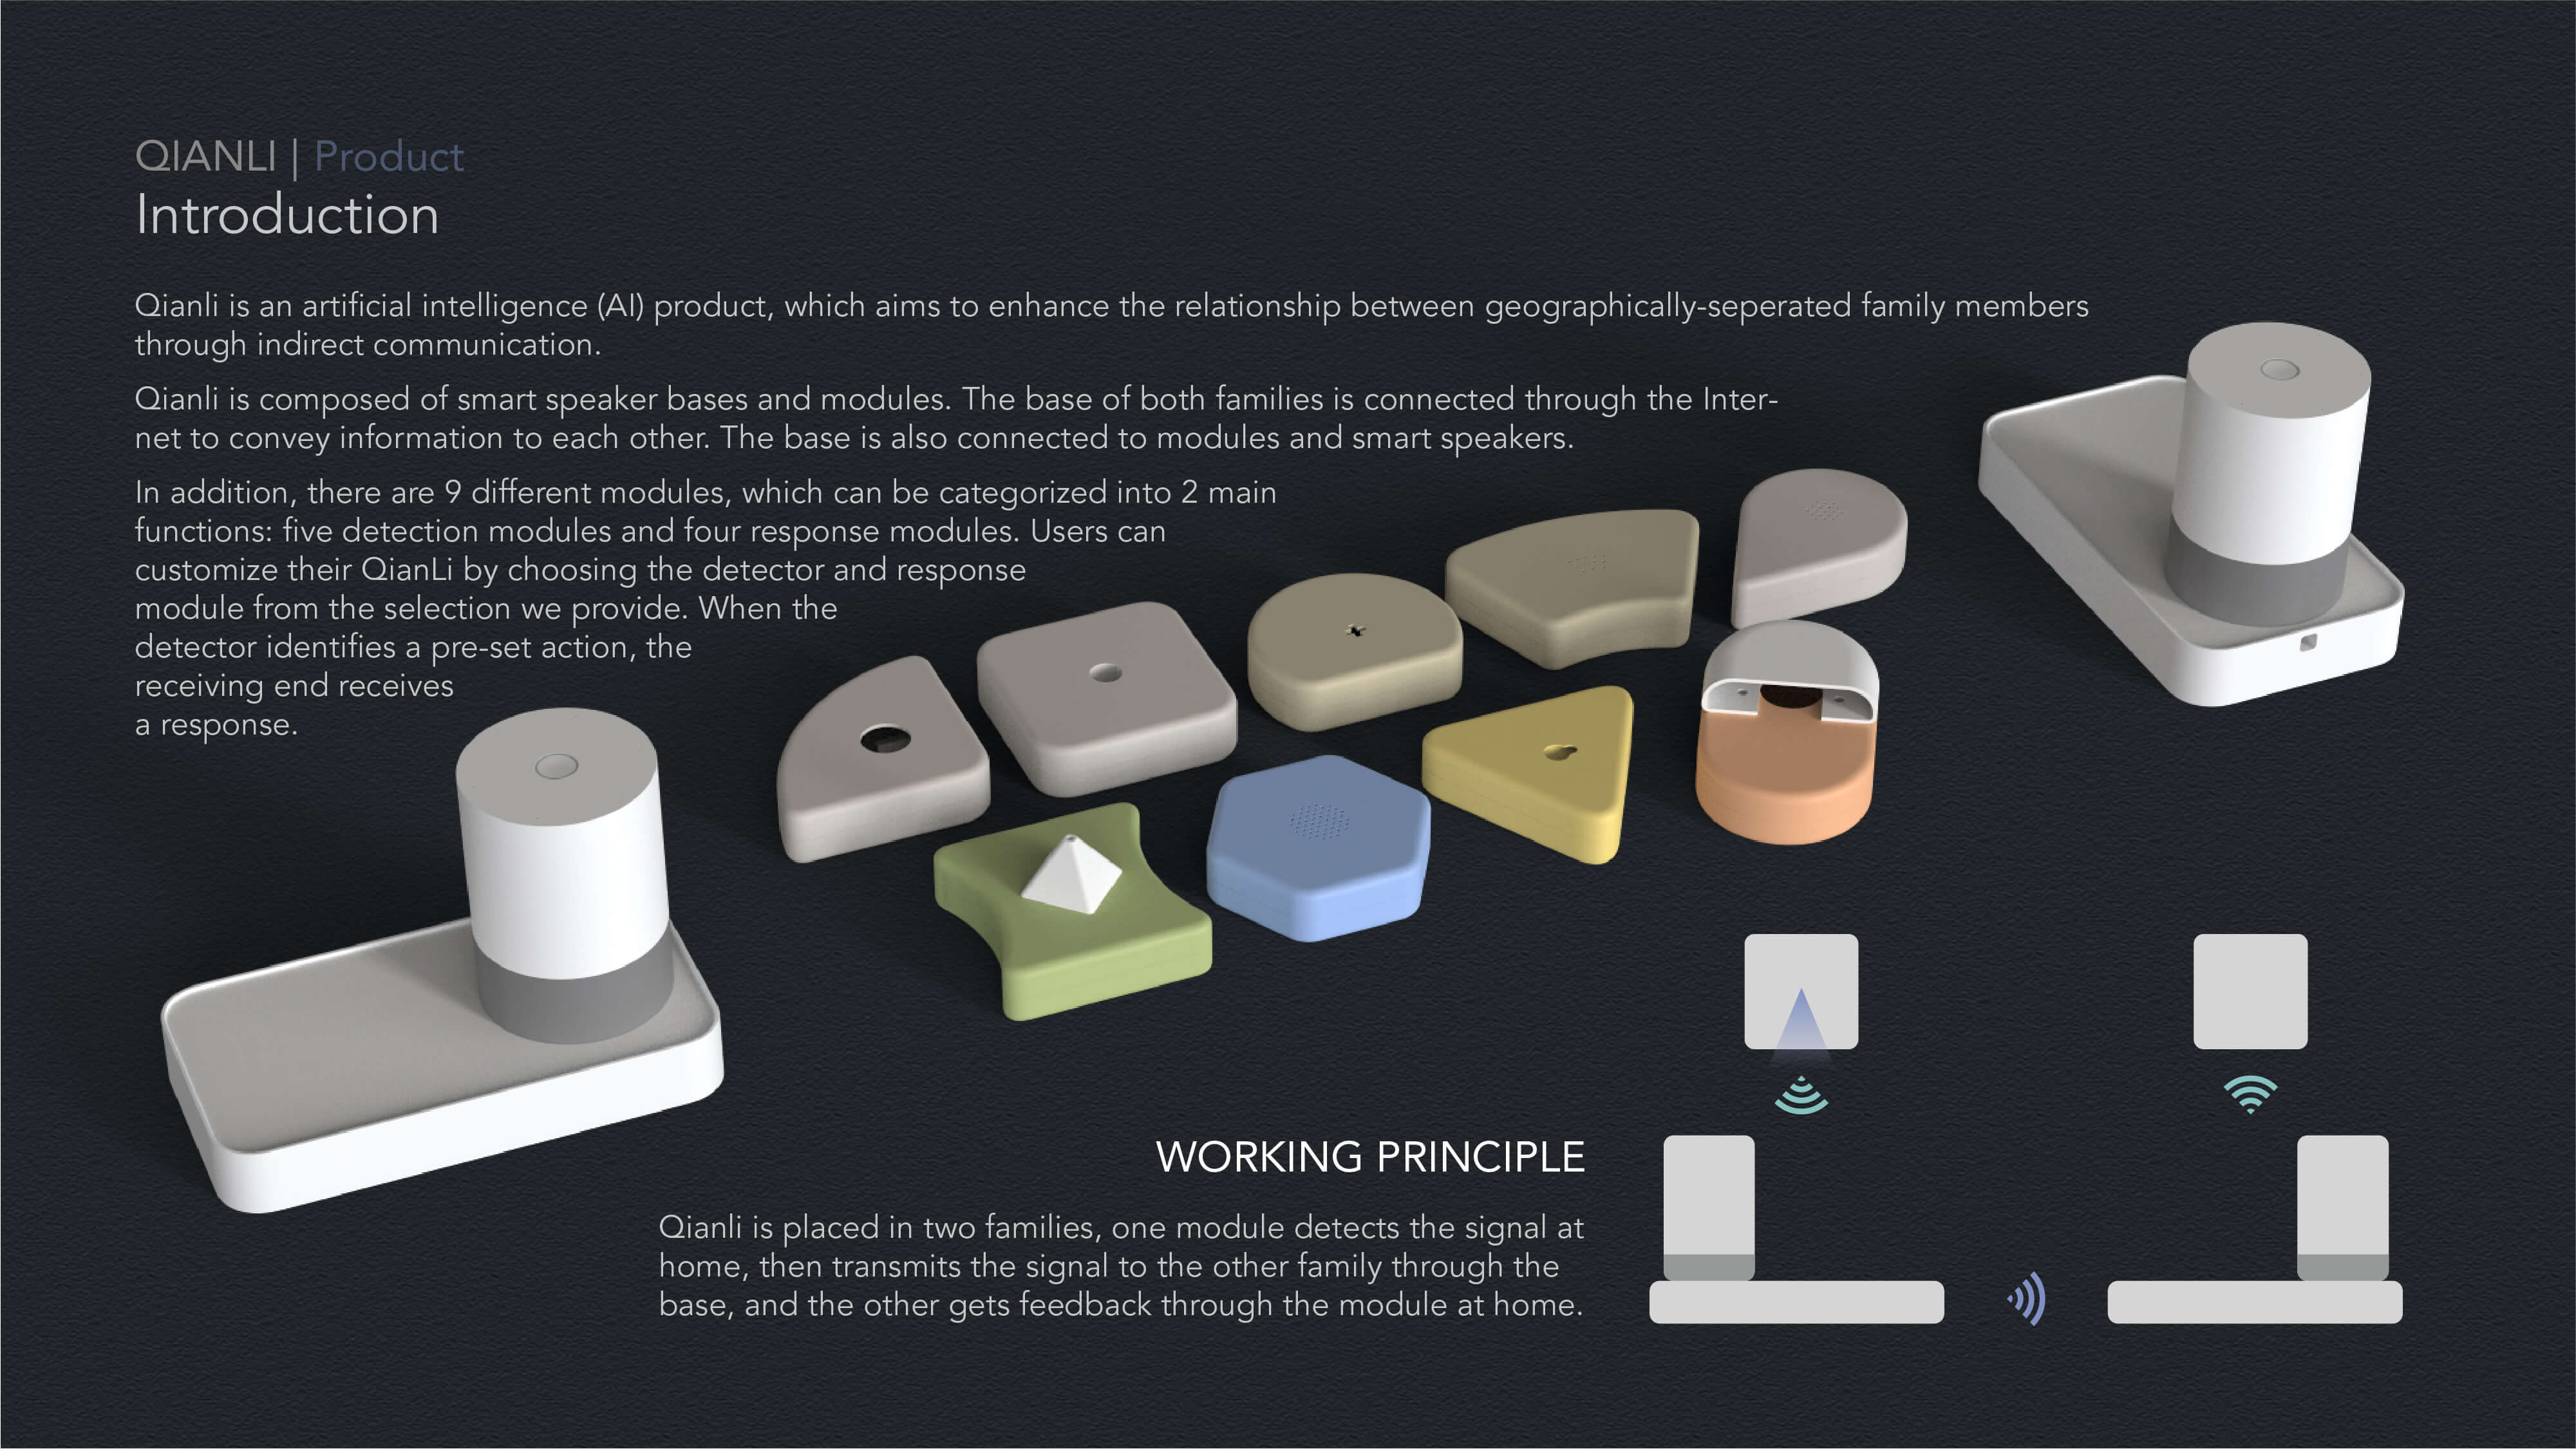 QIANLI | Product
Introduction
Qianli is an artificial intelligence (AI) product, which aims to enhance the relationship between geographically-seperated family members
through indirect communication.
Qianli is composed of smart speaker bases and modules. The base of both families is connected through the Inter-
net to convey information to each other. The base is also connected to modules and smart speakers.
In addition, there are 9 different modules, which can be categorized into 2 main
functions: five detection modules and four response modules. Users can
customize their QianLi by choosing the detector and response
module from the selection we provide. When the
detector identifies a pre-set action, the
receiving end receives
a response.
WORKING PRINCIPLE
Qianli is placed in two families, one module detects the signal at
home, then transmits the signal to the other family through the
base, and the other gets feedback through the module at home.